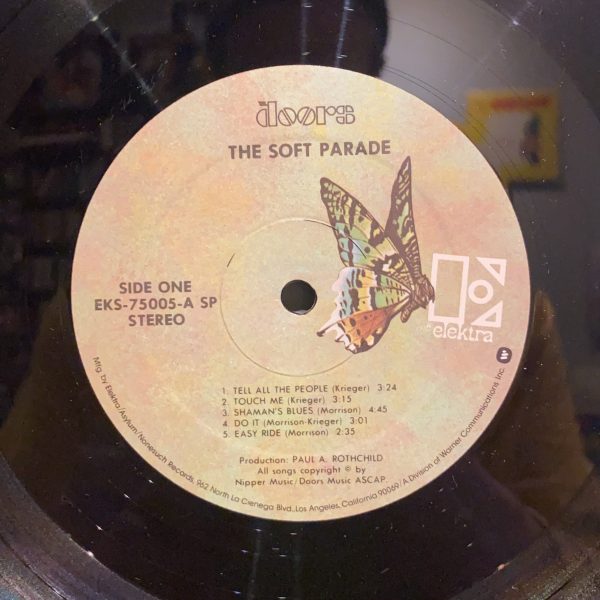 doors
THE SOFT PARADE
SIDE ONE
EKS-75005-A SP
STEREO
elektra
1. TELL ALL THE PEOPLE (Krieger) 3:24
2. TOUCH ME (Krieger) 3:15
3. SHAMAN'S BLUES (Morrison) 4:45
4. DO IT (Morrison-Krieger) 3:01
5. EASY RIDE (Morrison) 2:35
Production: PAUL A. ROTHCHILD
All songs copyright © by
Nipper Music/Doors Music ASCAP.
Mfg. by Elektra/Asylum/Nonesuch Records, 962 North La Cienega Blvd., Los Angeles, California 90069/A Division of Warner Communications Inc.